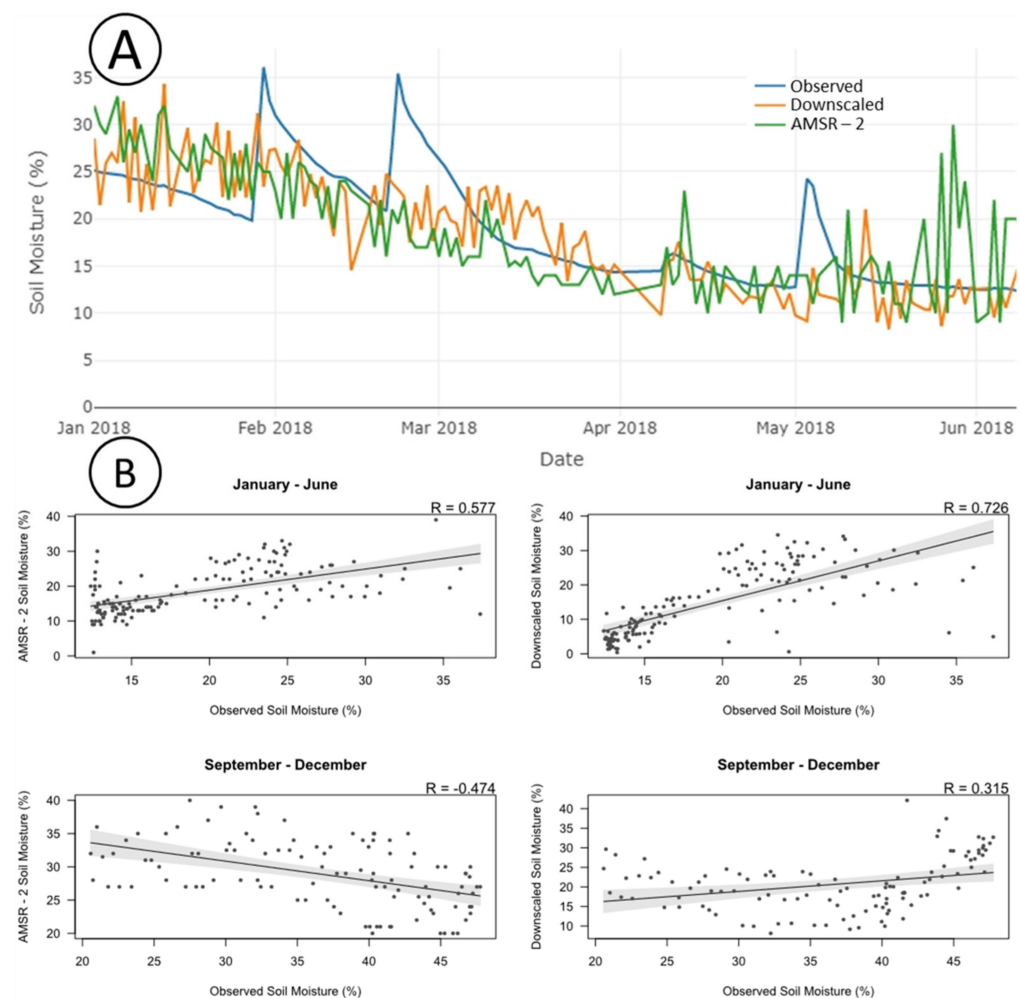 A
35
30
25
20
15
10
5
0
Soil Moisture (%)
Observed
Downscaled
AMSR – 2
Jan 2018 Feb 2018 Mar 2018 Apr 2018 May 2018 Jun 2018
Date
B
January - June
R = 0.577
AMSR - 2 Soil Moisture (%)
40
30
20
10
0
15 20 25 30 35
Observed Soil Moisture (%)
January - June
R = 0.726
Downscaled Soil Moisture (%)
40
30
20
10
0
15 20 25 30 35
Observed Soil Moisture (%)
September - December
R = -0.474
AMSR - 2 Soil Moisture (%)
40
35
30
25
20
20 25 30 35 40 45
Observed Soil Moisture (%)
September - December
R = 0.315
Downscaled Soil Moisture (%)
40
35
30
25
20
15
10
20 25 30 35 40 45
Observed Soil Moisture (%)